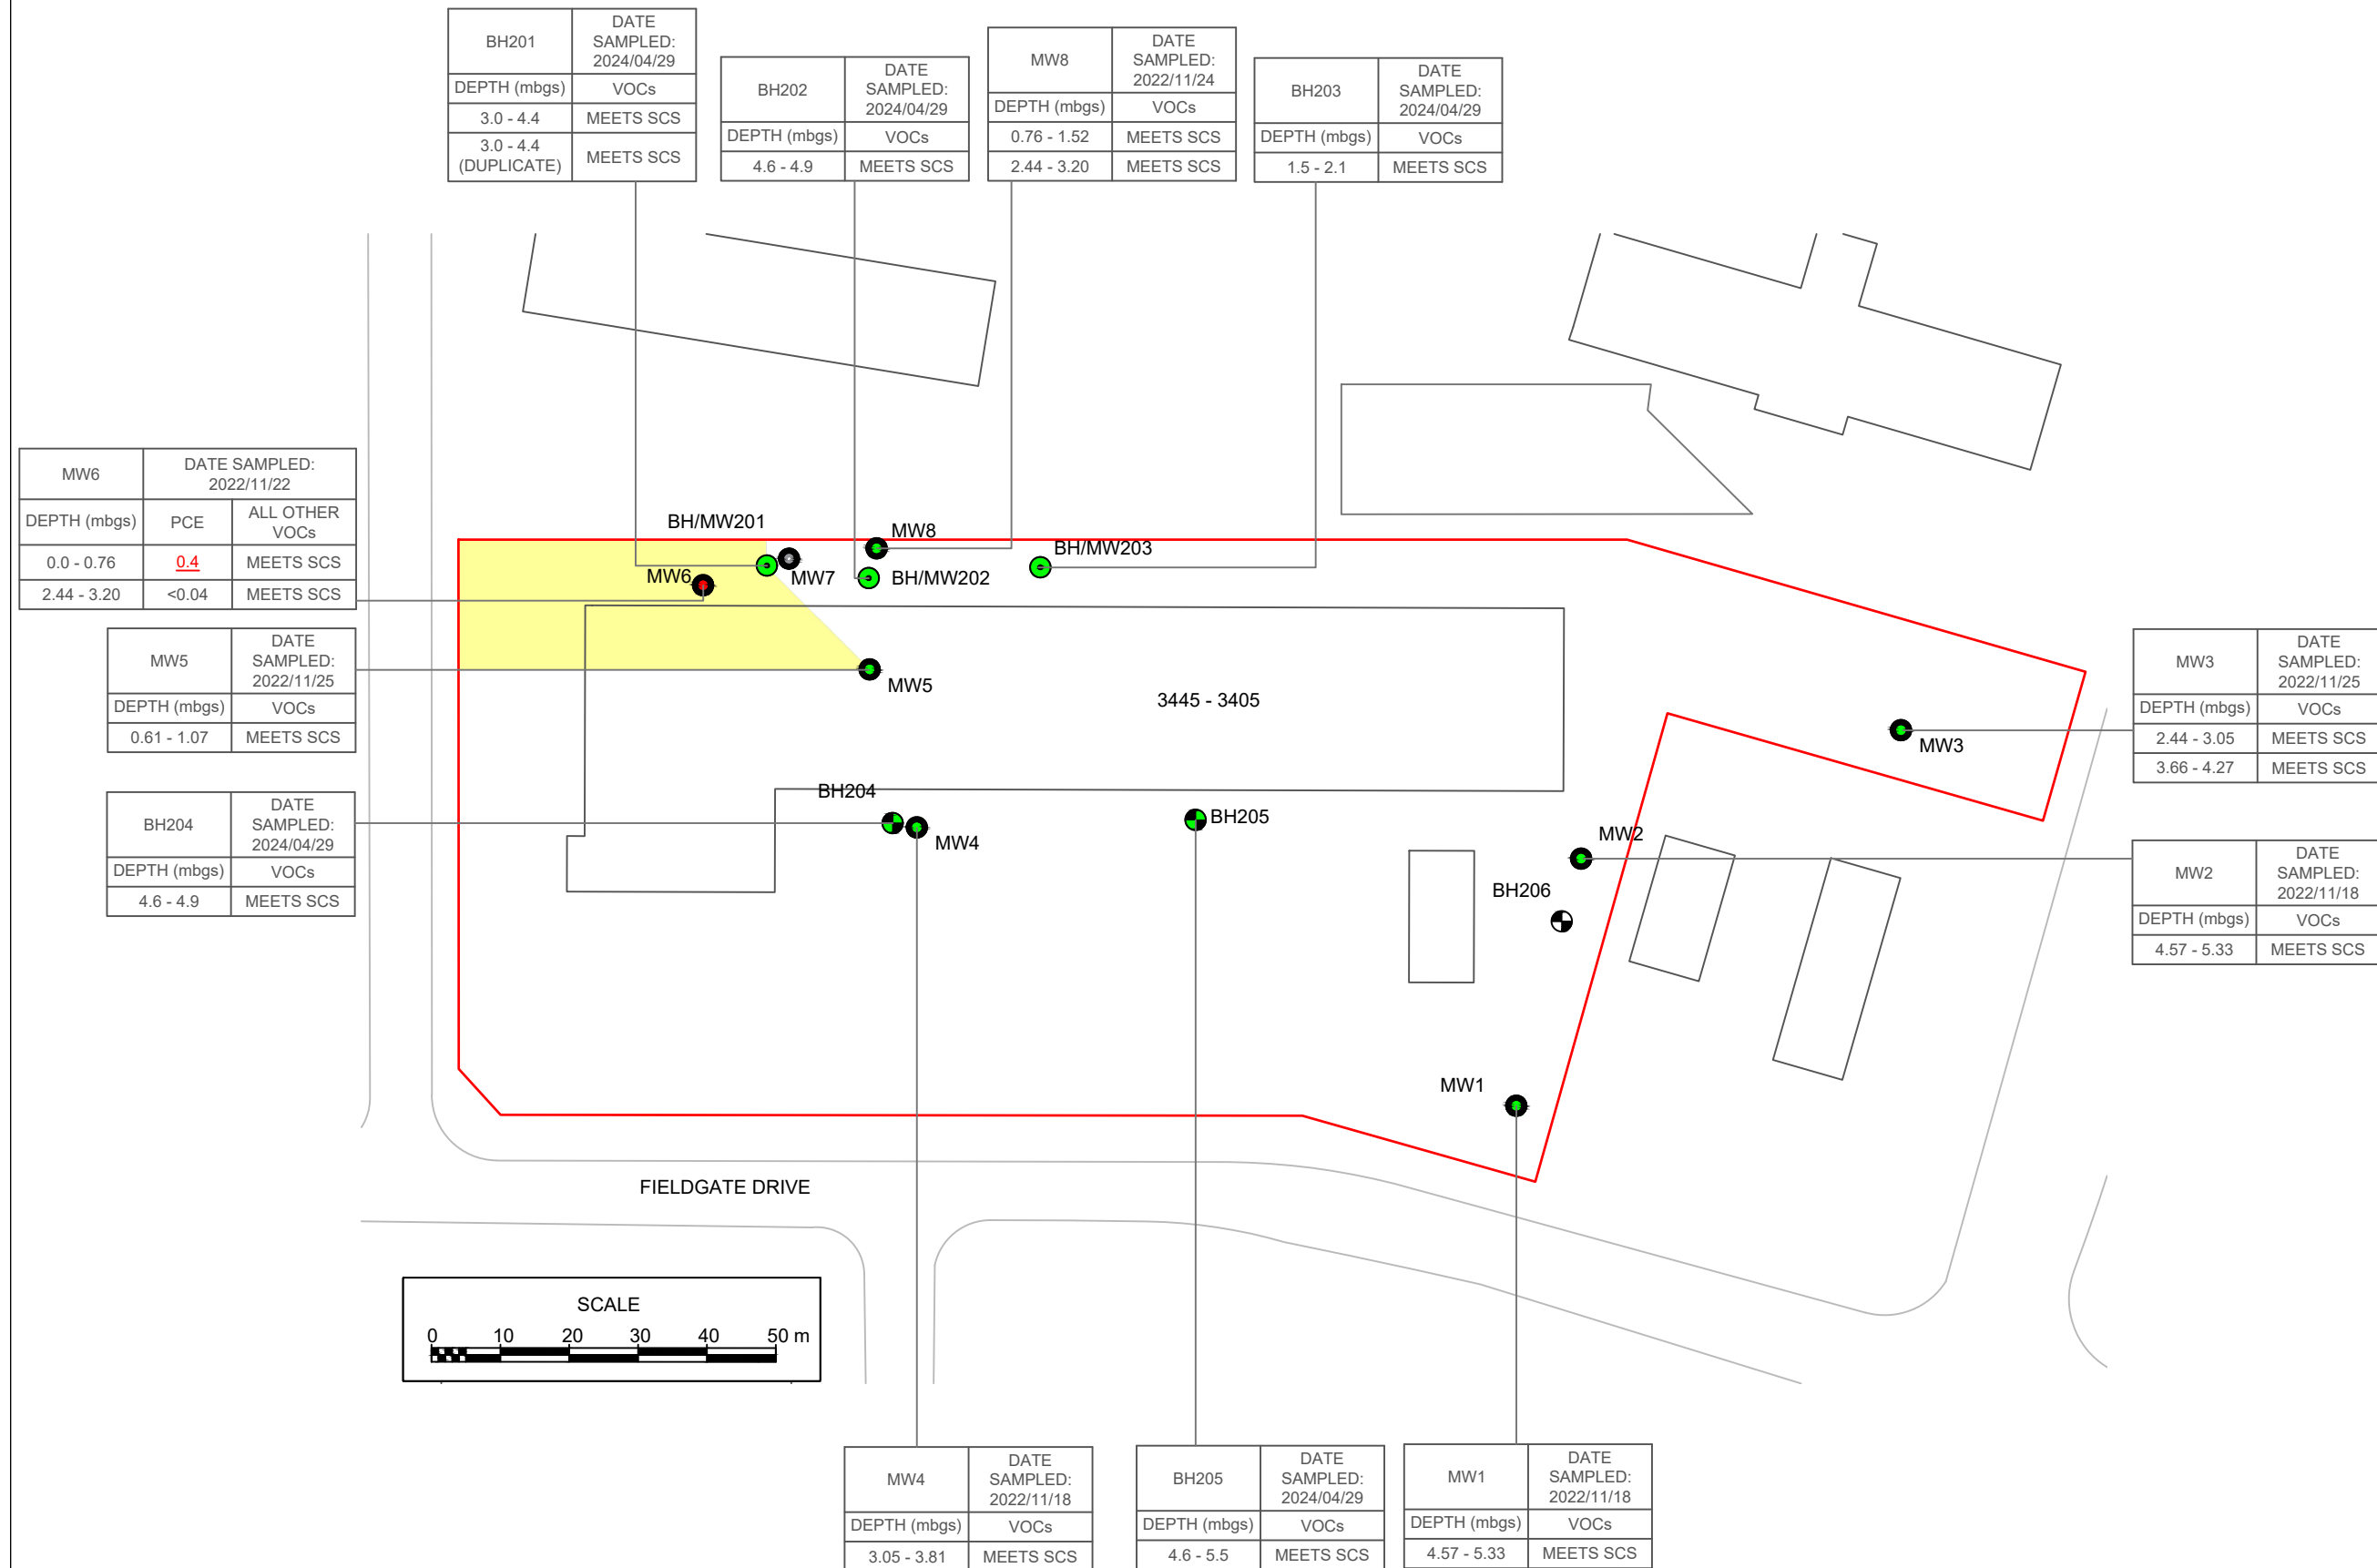 BH201
DATE
SAMPLED:
2024/04/29
DEPTH (mbgs)
VOCs
3.0 - 4.4
MEETS SCS
3.0 - 4.4
(DUPLICATE)
MEETS SCS
BH202
DATE
SAMPLED:
2024/04/29
DEPTH (mbgs)
VOCs
4.6 - 4.9
MEETS SCS
MW8
DATE
SAMPLED:
2022/11/24
DEPTH (mbgs)
VOCs
0.76 - 1.52
MEETS SCS
2.44 - 3.20
MEETS SCS
BH203
DATE
SAMPLED:
2024/04/29
DEPTH (mbgs)
VOCs
1.5 - 2.1
MEETS SCS
MW6
DATE SAMPLED:
2022/11/22
DEPTH (mbgs)
PCE
ALL OTHER
VOCs
0.0 - 0.76
0.4
MEETS SCS
2.44 - 3.20
<0.04
MEETS SCS
BH/MW201
MW8
BH/MW203
MW6
MW7
BH/MW202
MW5
DATE
SAMPLED:
2022/11/25
DEPTH (mbgs)
VOCs
0.61 - 1.07
MEETS SCS
MW5
3445 - 3405
MW3
MW3
DATE
SAMPLED:
2022/11/25
DEPTH (mbgs)
VOCs
2.44 - 3.05
MEETS SCS
3.66 - 4.27
MEETS SCS
BH204
DATE
SAMPLED:
2024/04/29
DEPTH (mbgs)
VOCs
4.6 - 4.9
MEETS SCS
BH204
MW4
BH205
MW2
BH206
MW2
DATE
SAMPLED:
2022/11/18
DEPTH (mbgs)
VOCs
4.57 - 5.33
MEETS SCS
MW1
FIELDGATE DRIVE
SCALE
0 10 20 30 40 50 m
MW4
DATE
SAMPLED:
2022/11/18
DEPTH (mbgs)
VOCs
3.05 - 3.81
MEETS SCS
BH205
DATE
SAMPLED:
2024/04/29
DEPTH (mbgs)
VOCs
4.6 - 5.5
MEETS SCS
MW1
DATE
SAMPLED:
2022/11/18
DEPTH (mbgs)
VOCs
4.57 - 5.33
MEETS SCS